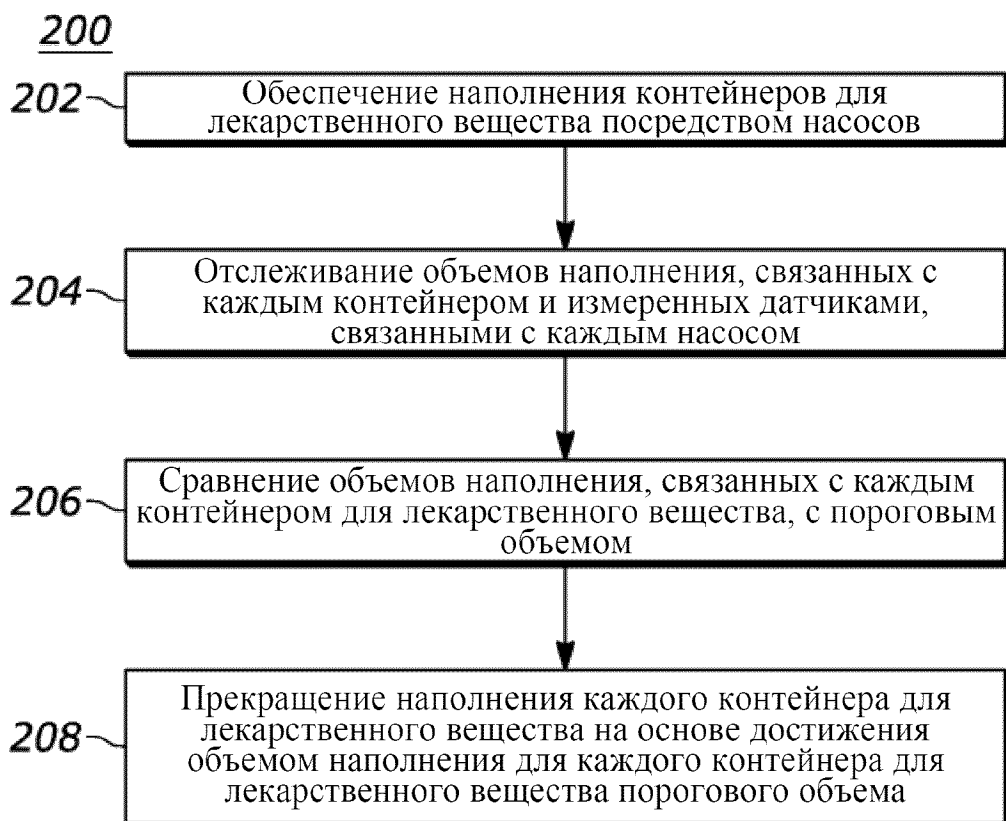 200
202
Обеспечение наполнения контейнеров для
лекарственного вещества посредством насосов
204
Отслеживание объемов наполнения, связанных с
каждым контейнером и измеренных датчиками,
связанными с каждым насосом
206
Сравнение объемов наполнения, связанных с каждым
контейнером для лекарственного вещества, с пороговым
объемом
208
Прекращение наполнения каждого контейнера для
лекарственного вещества на основе достижения
объемом наполнения для каждого контейнера для
лекарственного вещества порогового объема